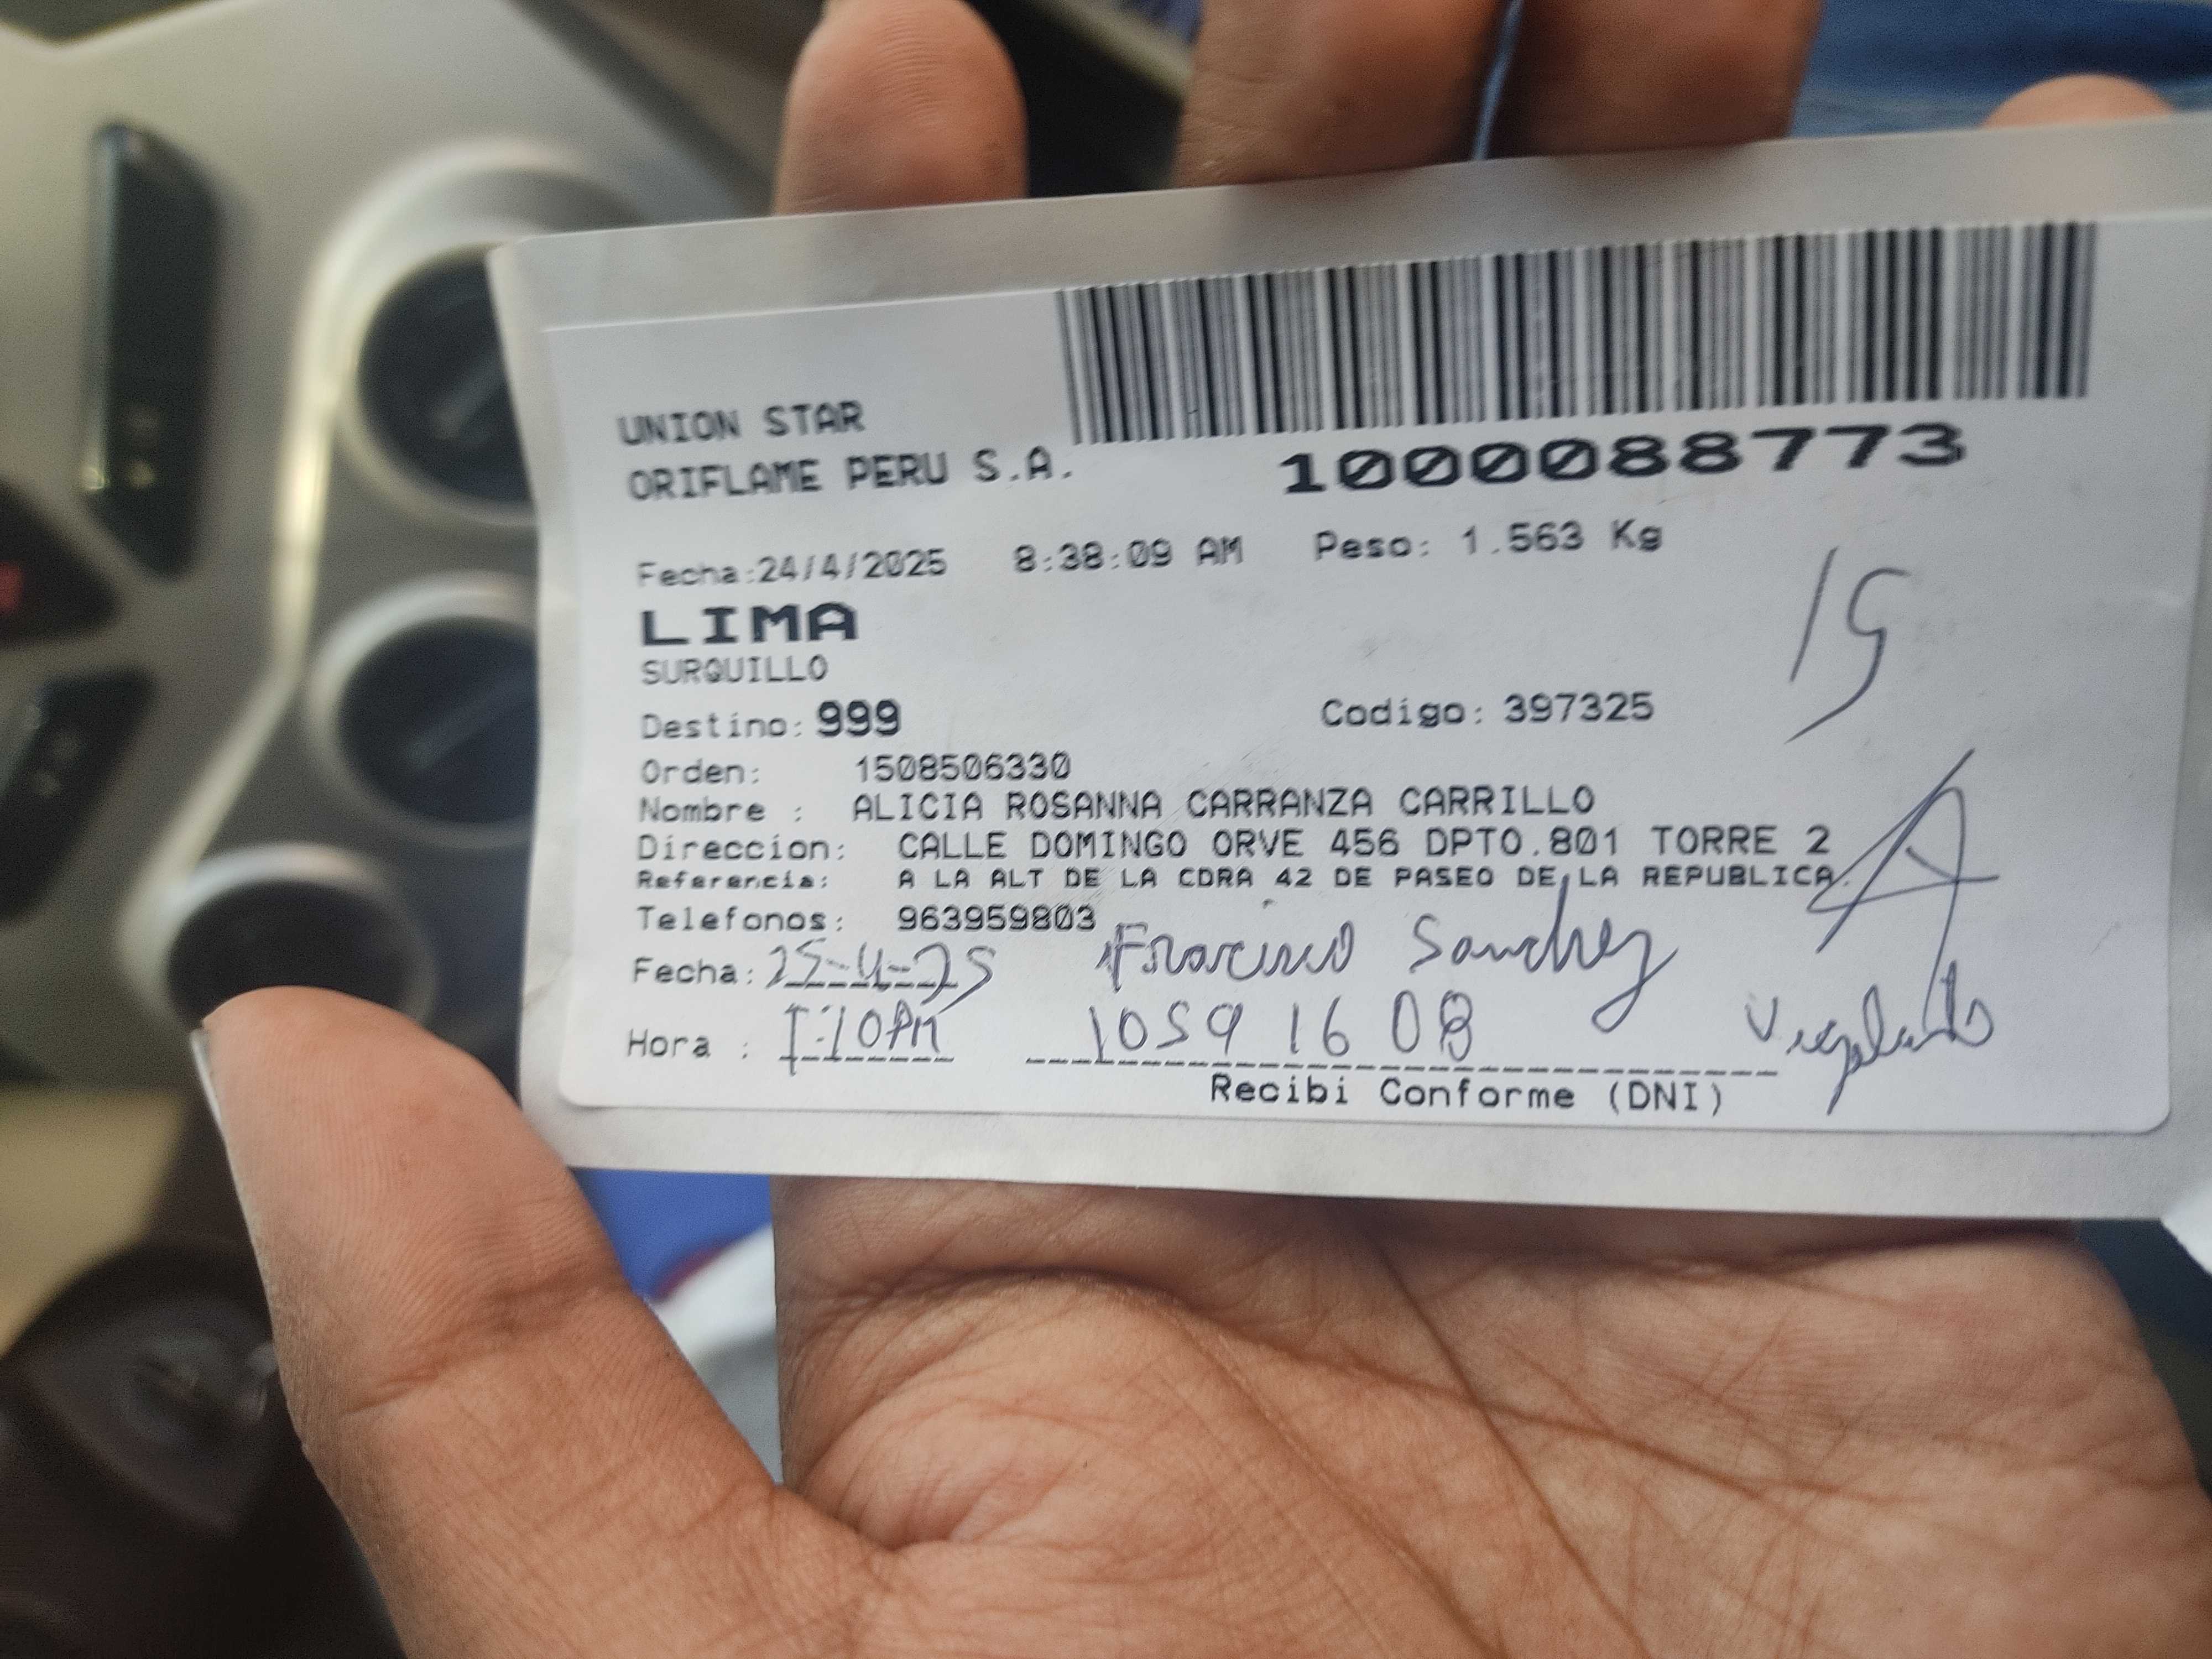 UNION STAR
ORIFLAME PERU S.A.
1000088773
Fecha:24/4/2025 8:38:09 AM Peso: 1.563 Kg
LIMA
15
SURQUILLO
Destino: 999 Codigo: 397325
Orden: 1508506330
Nombre : ALICIA ROSANNA CARRANZA CARRILLO
Direccion: CALLE DOMINGO ORVE 456 DPTO.801 TORRE 2
Referencia: A LA ALT DE LA CDRA 42 DE PASEO DE LA REPUBLICA.
Telefonos: 963959803
Fecha: 25-4-25 Sanchez
Hora : 1:10PM 10591608
Recibi Conforme (DNI)